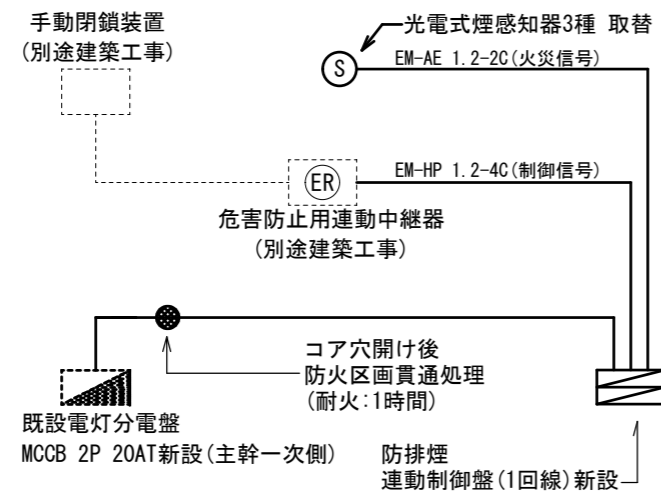 手動閉鎖装置
(別途建築工事)
光電式煙感知器3種 取替
S
EM-AE 1.2-2C(火災信号)
ER
EM-HP 1.2-4C(制御信号)
危害防止用連動中継器
(別途建築工事)
コア穴開け後
防火区画貫通処理
(耐火:1時間)
既設電灯分電盤
MCCB 2P 20AT新設(主幹一次側)
防排煙
連動制御盤(1回線)新設